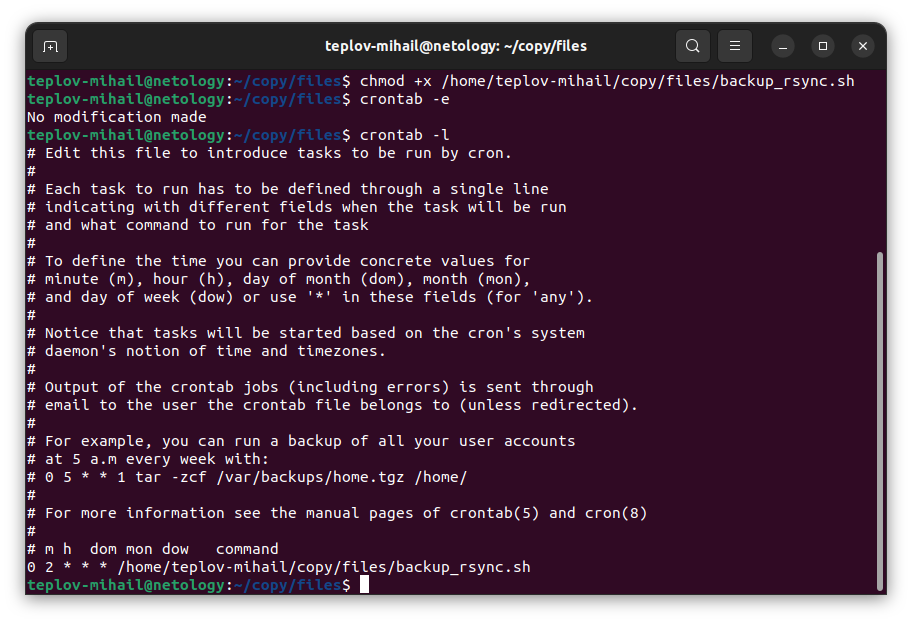 teplov-mihail@netology: ~/copy/files
teplov-mihail@netology:~/copy/files$ chmod +x /home/teplov-mihail/copy/files/backup_rsync.sh
teplov-mihail@netology:~/copy/files$ crontab -e
No modification made
teplov-mihail@netology:~/copy/files$ crontab -l
# Edit this file to introduce tasks to be run by cron.
#
# Each task to run has to be defined through a single line
# indicating with different fields when the task will be run
# and what command to run for the task
#
# To define the time you can provide concrete values for
# minute (m), hour (h), day of month (dom), month (mon),
# and day of week (dow) or use '*' in these fields (for 'any').
#
# Notice that tasks will be started based on the cron's system
# daemon's notion of time and timezones.
#
# Output of the crontab jobs (including errors) is sent through
# email to the user the crontab file belongs to (unless redirected).
#
# For example, you can run a backup of all your user accounts
# at 5 a.m every week with:
# 0 5 * * 1 tar -zcf /var/backups/home.tgz /home/
#
# For more information see the manual pages of crontab(5) and cron(8)
#
# m h  dom mon dow   command
0 2 * * * /home/teplov-mihail/copy/files/backup_rsync.sh
teplov-mihail@netology:~/copy/files$